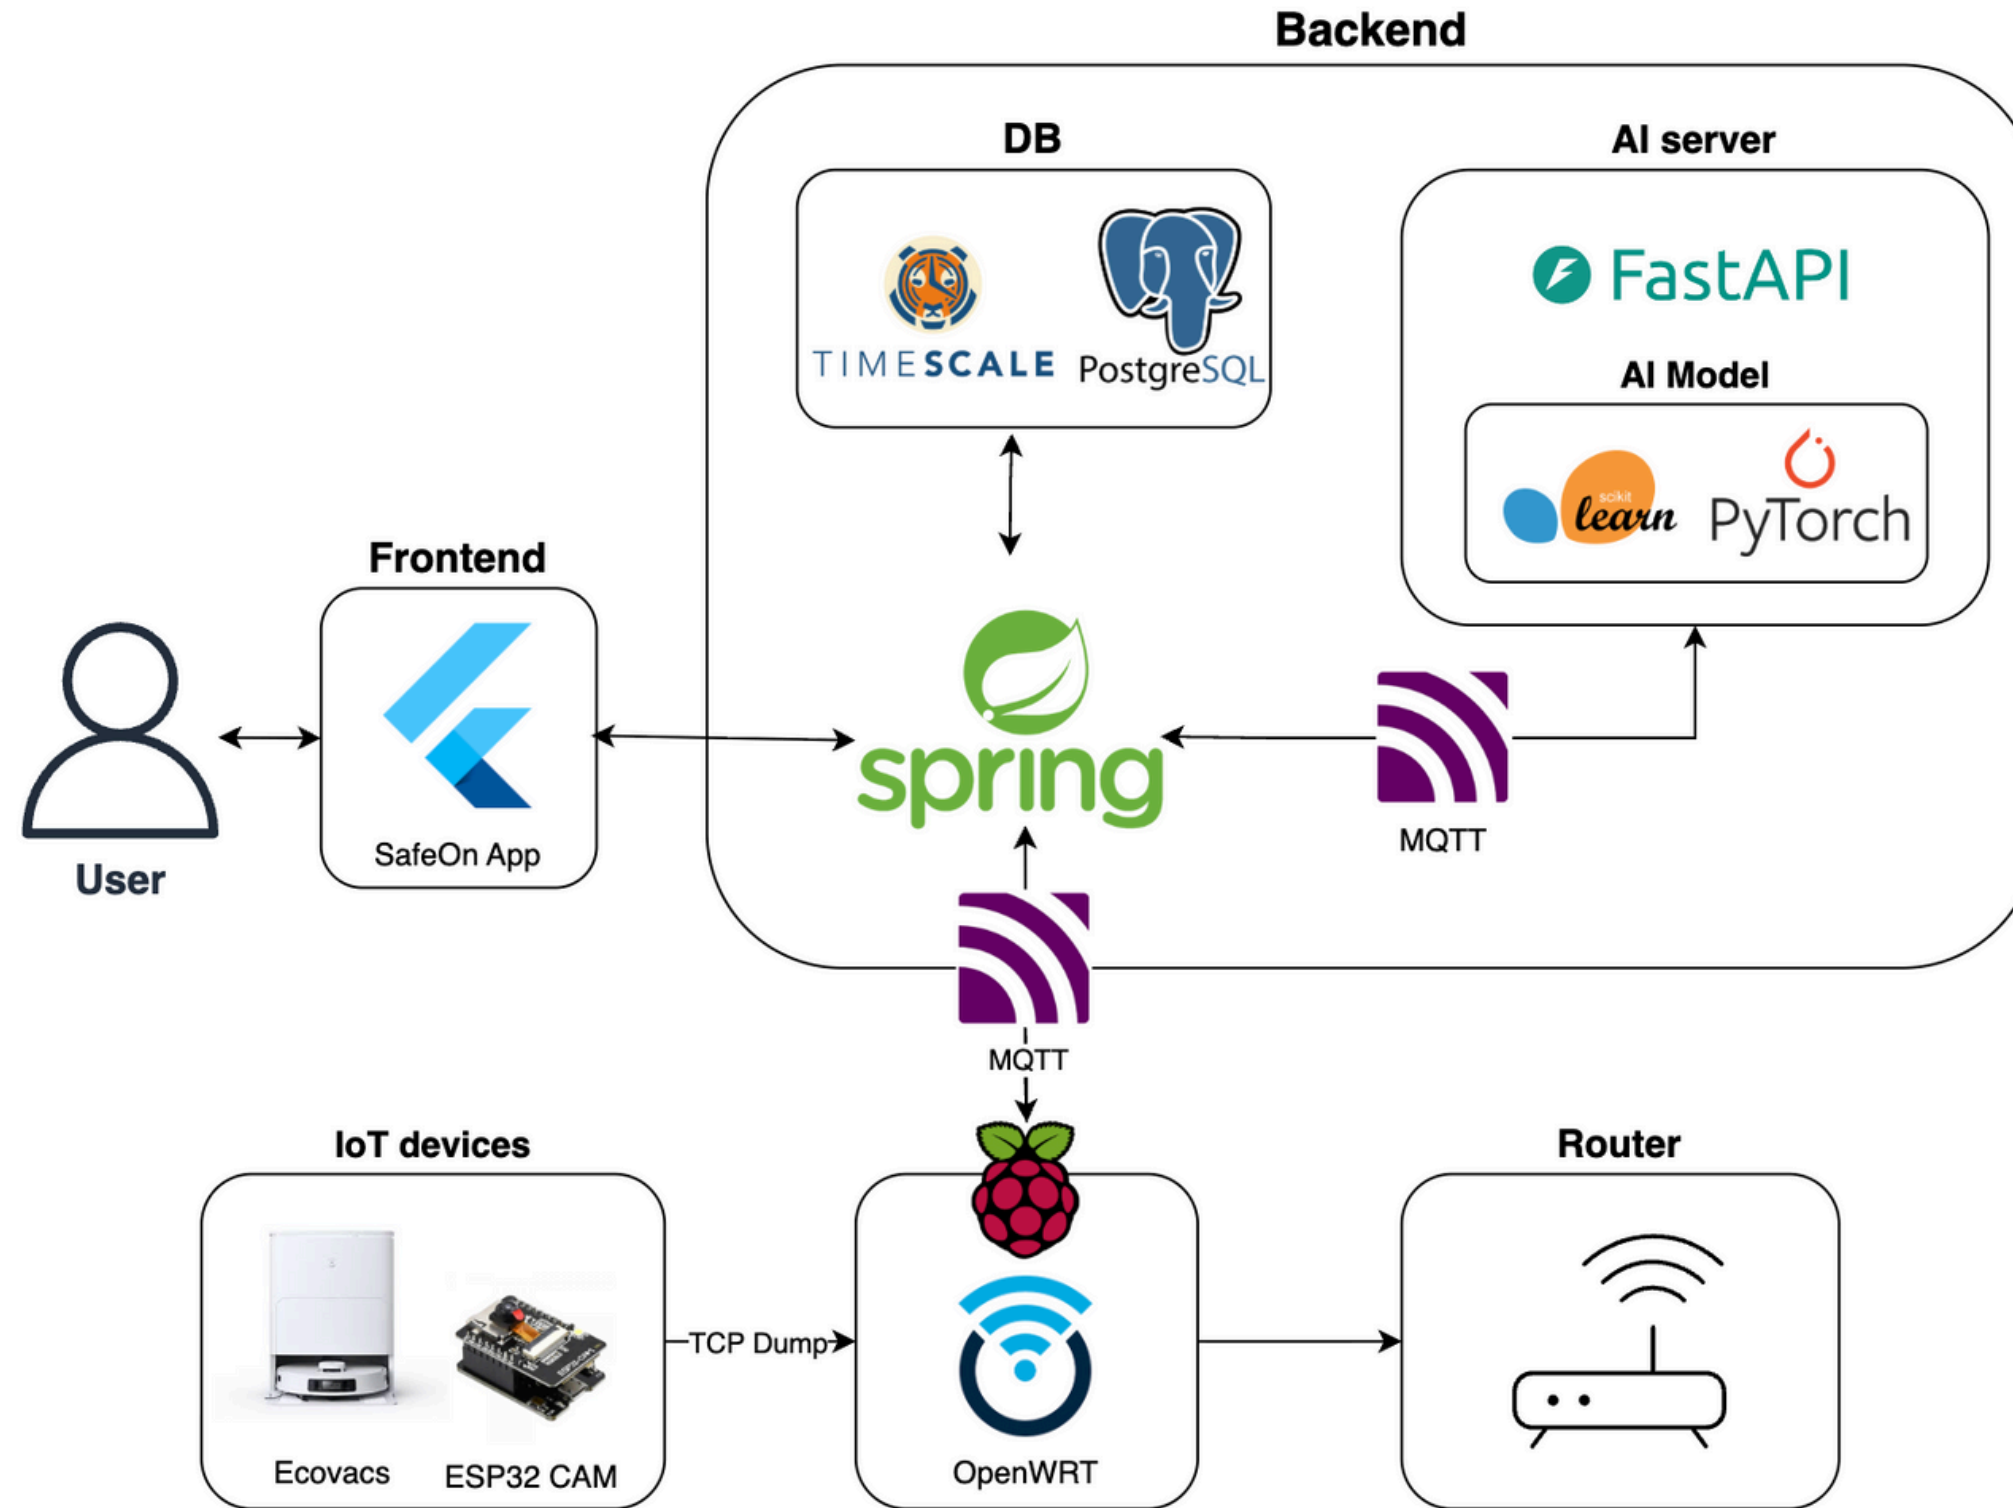 Backend
DB
AI server
TIMESCALE
PostgreSQL
FastAPI
AI Model
scikit
learn
PyTorch
Frontend
SafeOn App
User
spring
MQTT
MQTT
IoT devices
Router
TCP Dump
Ecovacs
ESP32 CAM
OpenWRT